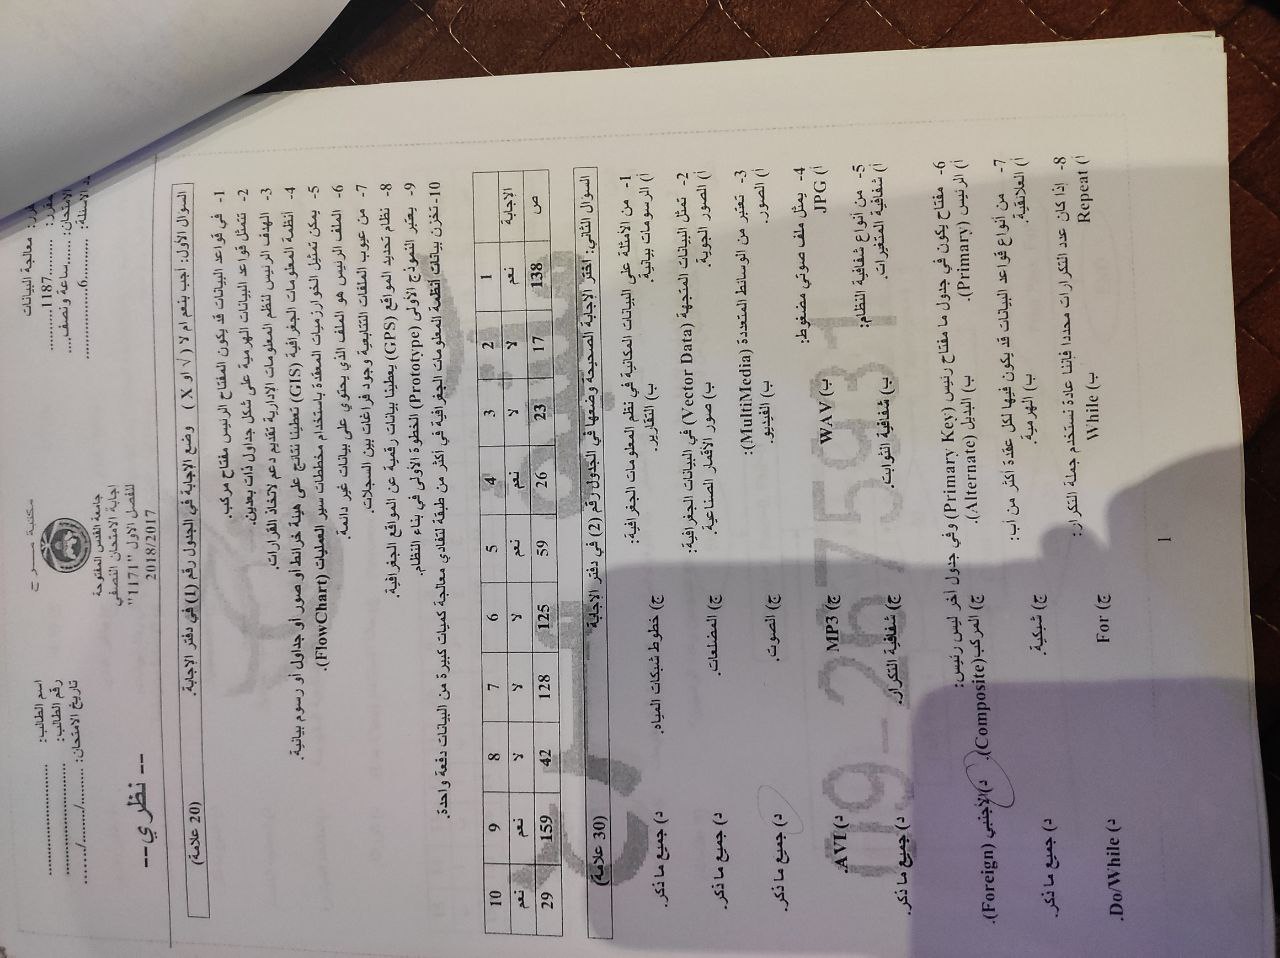 مكتبة مرح
اسم الطالب: ....................
رقم الطالب: ....................
تاريخ الامتحان: ....../....../......
جامعة القدس المفتوحة
إجابة الامتحان النصفي
للفصل الأول "1171"
2018/2017
معالجة البيانات
1187
الامتحان: ......ساعة ونصف....
الأسئلة: ..........6..........
-- نظري --
السؤال الأول: أجب بنعم أم لا (√ أو X) وضع الإجابة في الجدول رقم (1) في دفتر الإجابة. (20 علامة)
1- في قواعد البيانات قد يكون المفتاح الرئيس مفتاح مركب.
2- تتمثل قواعد البيانات الهرمية على شكل جداول ذات بعدين.
3- الهدف الرئيس لنظم المعلومات الإدارية تقديم دعم لاتخاذ القرارات.
4- أنظمة المعلومات الجغرافية (GIS) تعطينا نتائج على هيئة خرائط أو صور أو جداول أو رسوم بيانية.
5- يمكن تمثيل الخوارزميات المعقدة باستخدام مخططات سير العمليات (FlowChart).
6- الملف الرئيس هو الملف الذي يحتوي على بيانات غير دائمة.
7- من عيوب الملفات التتابعية وجود فراغات بين السجلات.
8- نظام تحديد المواقع (GPS) يعطينا بيانات رقمية عن المواقع الجغرافية.
9- يعتبر النموذج الأولي (Prototype) الخطوة الأولى في بناء النظام.
10- تخزن بيانات أنظمة المعلومات الجغرافية في أكثر من طبقة لتفادي معالجة كميات كبيرة من البيانات دفعة واحدة.
1 2 3 4 5 6 7 8 9 10
الإجابة نعم لا لا نعم نعم لا لا لا نعم نعم
ص 138 17 23 26 59 125 128 42 159 29
السؤال الثاني: اختر الإجابة الصحيحة وضعها في الجدول رقم (2) في دفتر الإجابة (30 علامة)
1- من الأمثلة على البيانات المكانية في نظم المعلومات الجغرافية:
أ) الرسومات بيانية. ب) التقارير. ج) خطوط شبكات المياه. د) جميع ما ذكر.
2- تمثل البيانات المتجهة (Vector Data) في البيانات الجغرافية:
أ) الصور الجوية. ب) صور الأقمار الصناعية. ج) المضلعات. د) جميع ما ذكر.
3- تعتبر من الوسائط المتعددة (MultiMedia):
أ) الصور. ب) الفيديو. ج) الصوت. د) جميع ما ذكر.
4- يمثل ملف صوتي مضغوط:
أ) JPG ب) WAV ج) MP3 د) AVI.
5- من أنواع شفافية النظام:
أ) شفافية المتغيرات. ب) شفافية الثوابت. ج) شفافية التكرار. د) جميع ما ذكر.
6- مفتاح يكون في جدول ما مفتاح رئيس (Primary Key) وفي جدول آخر ليس رئيس:
أ) الرئيس (Primary). ب) البديل (Alternate). ج) المركب (Composite). د) الأجنبي (Foreign).
7- من أنواع قواعد البيانات قد يكون فيها لكل عقدة أكثر من أب:
أ) العلائقية. ب) الهرمية. ج) شبكية. د) جميع ما ذكر.
8- إذا كان عدد التكرارات محددا فإننا عادة نستخدم جملة التكرار:
أ) Repeat ب) While ج) For د) Do/While.
1
09-2675931